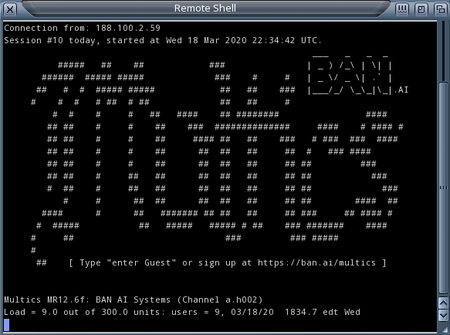 Remote Shell
Connection from: 188.100.2.59
Session #10 today, started at Wed 18 Mar 2020 22:34:42 UTC.
BAN.AI
Multics
[ Type "enter Guest" or sign up at https://ban.ai/multics ]
Multics MR12.6f: BAN AI Systems (Channel a.h002)
Load = 9.0 out of 300.0 units: users = 9, 03/18/20  1834.7 edt Wed